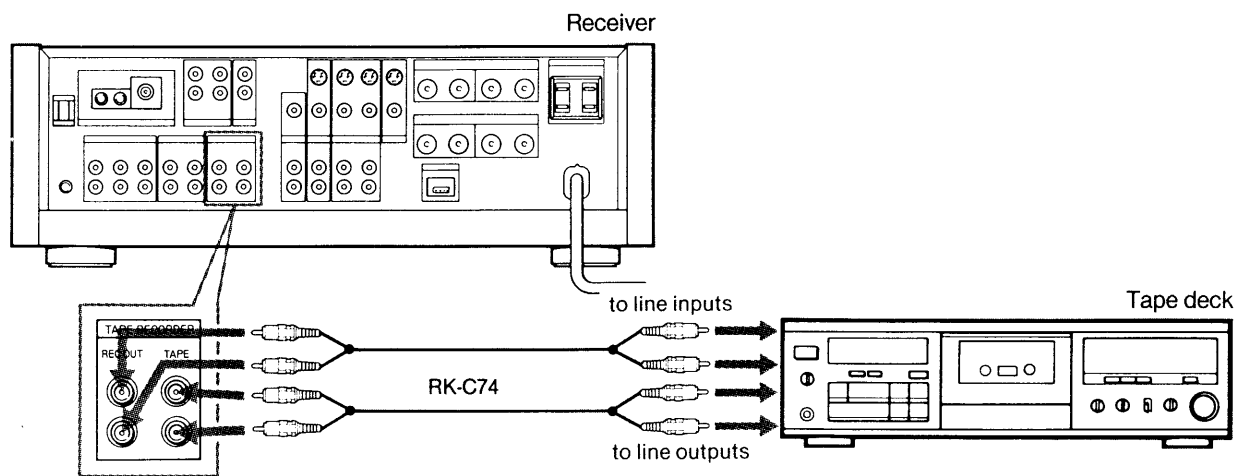 Receiver
to line inputs
Tape deck
TAPE RECORDER
REC OUT TAPE
RK-C74
to line outputs